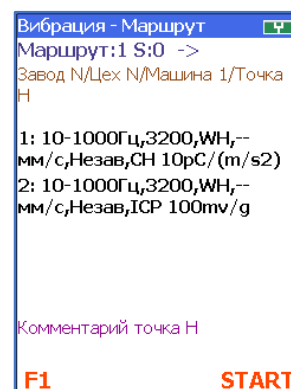 Вибрация - Маршрут
Маршрут:1 S:0 ->
Завод N/Цех N/Машина 1/Точка
Н
1: 10-1000Гц,3200,WH,--
мм/с,Незав,CH 10pC/(m/s2)
2: 10-1000Гц,3200,WH,--
мм/с,Незав,ICP 100mv/g
Комментарий точка Н
F1 START